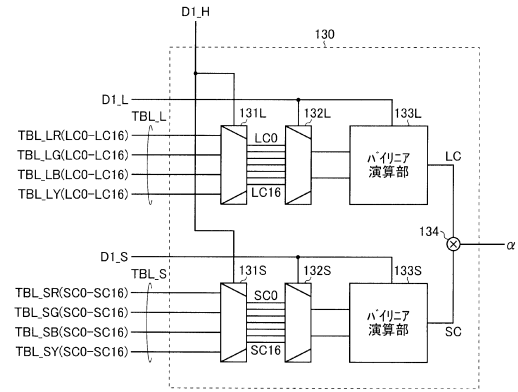 D1_H
130
D1_L
TBL_L
131L
132L
133L
TBL_LR(LC0-LC16)
TBL_LG(LC0-LC16)
TBL_LB(LC0-LC16)
TBL_LY(LC0-LC16)
LC0
LC16
バイリニア
演算部
LC
134
α
D1_S
TBL_S
131S
132S
133S
TBL_SR(SC0-SC16)
TBL_SG(SC0-SC16)
TBL_SB(SC0-SC16)
TBL_SY(SC0-SC16)
SC0
SC16
バイリニア
演算部
SC